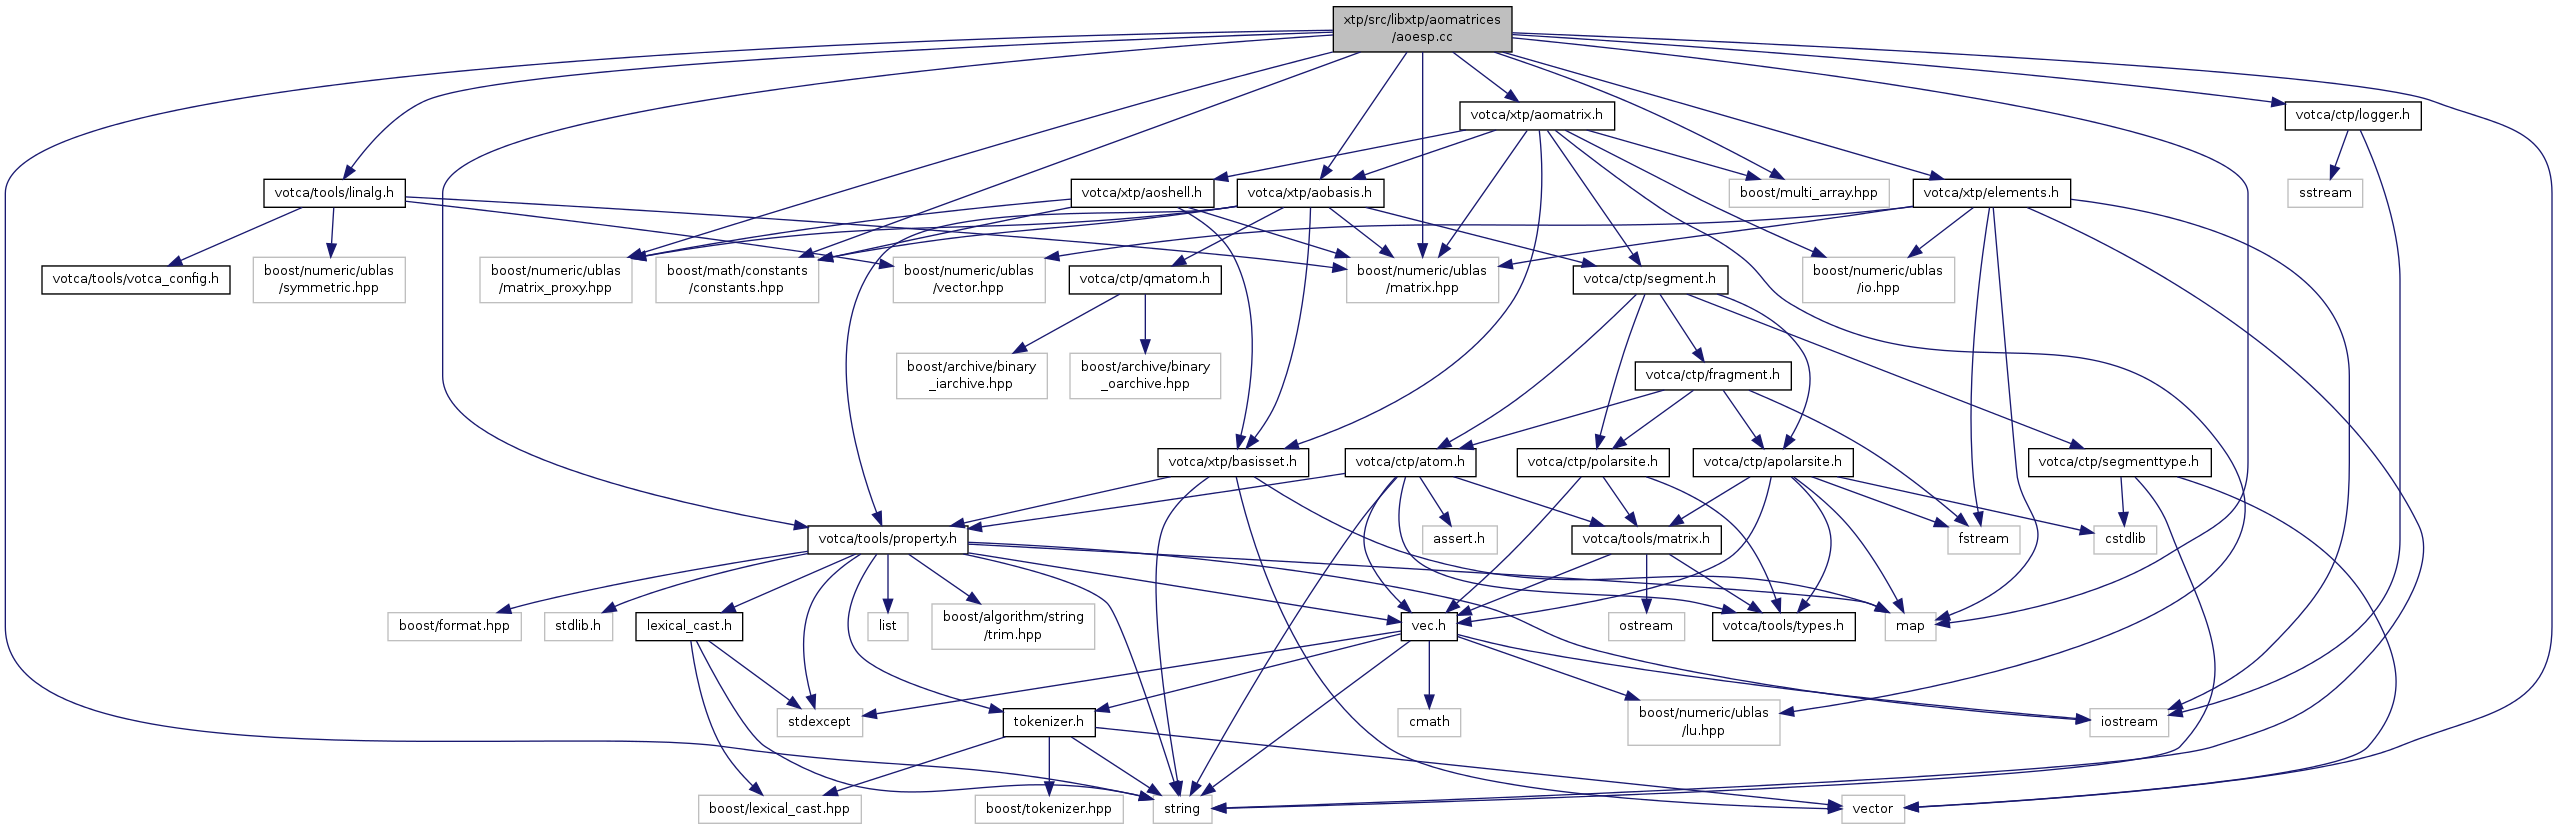 xtp/src/libxtp/aomatrices
/aoesp.cc
votca/xtp/aomatrix.h
votca/ctp/logger.h
votca/tools/linalg.h
votca/xtp/aoshell.h
votca/xtp/aobasis.h
boost/multi_array.hpp
votca/xtp/elements.h
sstream
votca/tools/votca_config.h
boost/numeric/ublas
/symmetric.hpp
boost/numeric/ublas
/matrix_proxy.hpp
boost/math/constants
/constants.hpp
boost/numeric/ublas
/vector.hpp
votca/ctp/qmatom.h
boost/numeric/ublas
/matrix.hpp
votca/ctp/segment.h
boost/numeric/ublas
/io.hpp
boost/archive/binary
_iarchive.hpp
boost/archive/binary
_oarchive.hpp
votca/ctp/fragment.h
votca/xtp/basisset.h
votca/ctp/atom.h
votca/ctp/polarsite.h
votca/ctp/apolarsite.h
votca/ctp/segmenttype.h
votca/tools/property.h
assert.h
votca/tools/matrix.h
fstream
cstdlib
boost/format.hpp
stdlib.h
lexical_cast.h
list
boost/algorithm/string
/trim.hpp
vec.h
ostream
votca/tools/types.h
map
stdexcept
tokenizer.h
cmath
boost/numeric/ublas
/lu.hpp
iostream
boost/lexical_cast.hpp
boost/tokenizer.hpp
string
vector